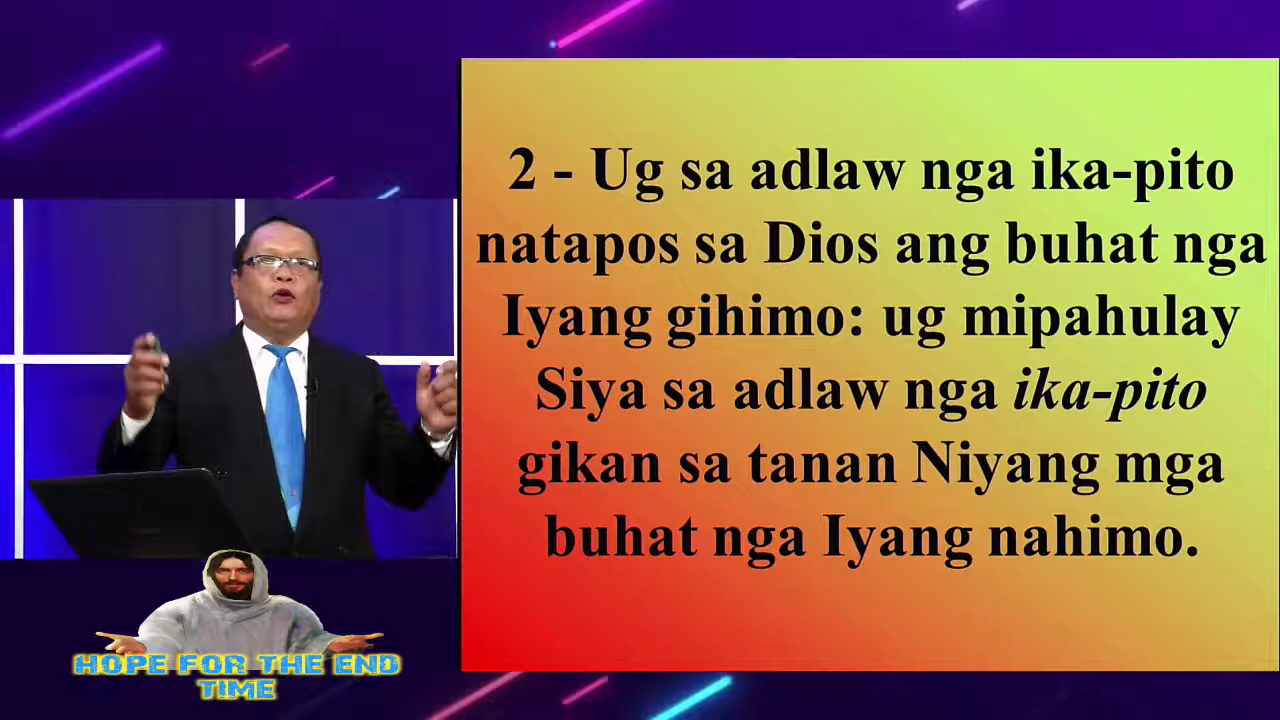 2 - Ug sa adlaw nga ika-pito
natapos sa Dios ang buhat nga
Iyang gihimo: ug mipahulay
Siya sa adlaw nga ika-pito
gikan sa tanan Niyang mga
buhat nga Iyang nahimo.
HOPE FOR THE END
TIME